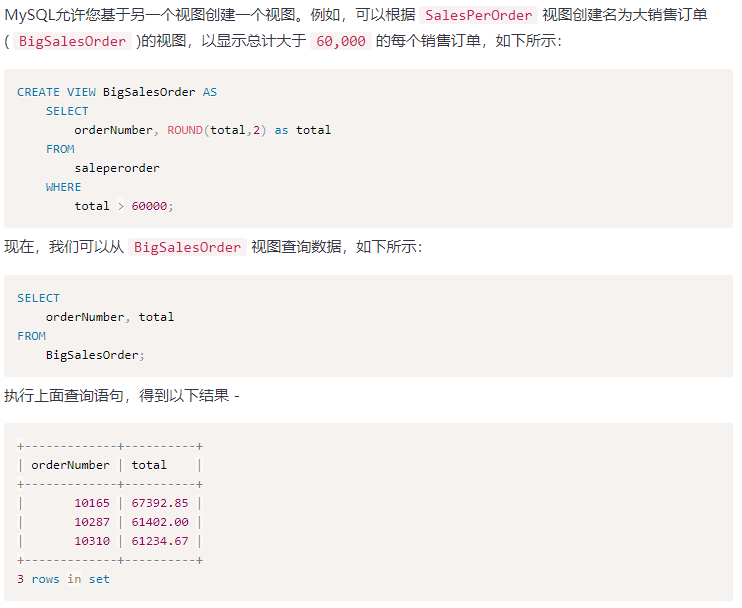 MySQL允许您基于另一个视图创建一个视图。例如，可以根据 SalesPerOrder 视图创建名为大销售订单
( BigSalesOrder )的视图，以显示总计大于 60,000 的每个销售订单，如下所示：
CREATE VIEW BigSalesOrder AS
    SELECT
        orderNumber, ROUND(total,2) as total
    FROM
        saleperorder
    WHERE
        total > 60000;
现在，我们可以从 BigSalesOrder 视图查询数据，如下所示：
SELECT
    orderNumber, total
FROM
    BigSalesOrder;
执行上面查询语句，得到以下结果 -
+-------------+----------+
| orderNumber | total    |
+-------------+----------+
|       10165 | 67392.85 |
|       10287 | 61402.00 |
|       10310 | 61234.67 |
+-------------+----------+
3 rows in set